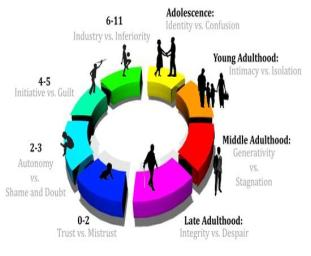 Adolescence:
Identity vs. Confusion
6-11
Industry vs. Inferiority
Young Adulthood:
Intimacy vs. Isolation
4-5
Initiative vs. Guilt
Middle Adulthood:
Generativity
vs.
Stagnation
2-3
Autonomy
vs.
Shame and Doubt
0-2
Trust vs. Mistrust
Late Adulthood:
Integrity vs. Despair